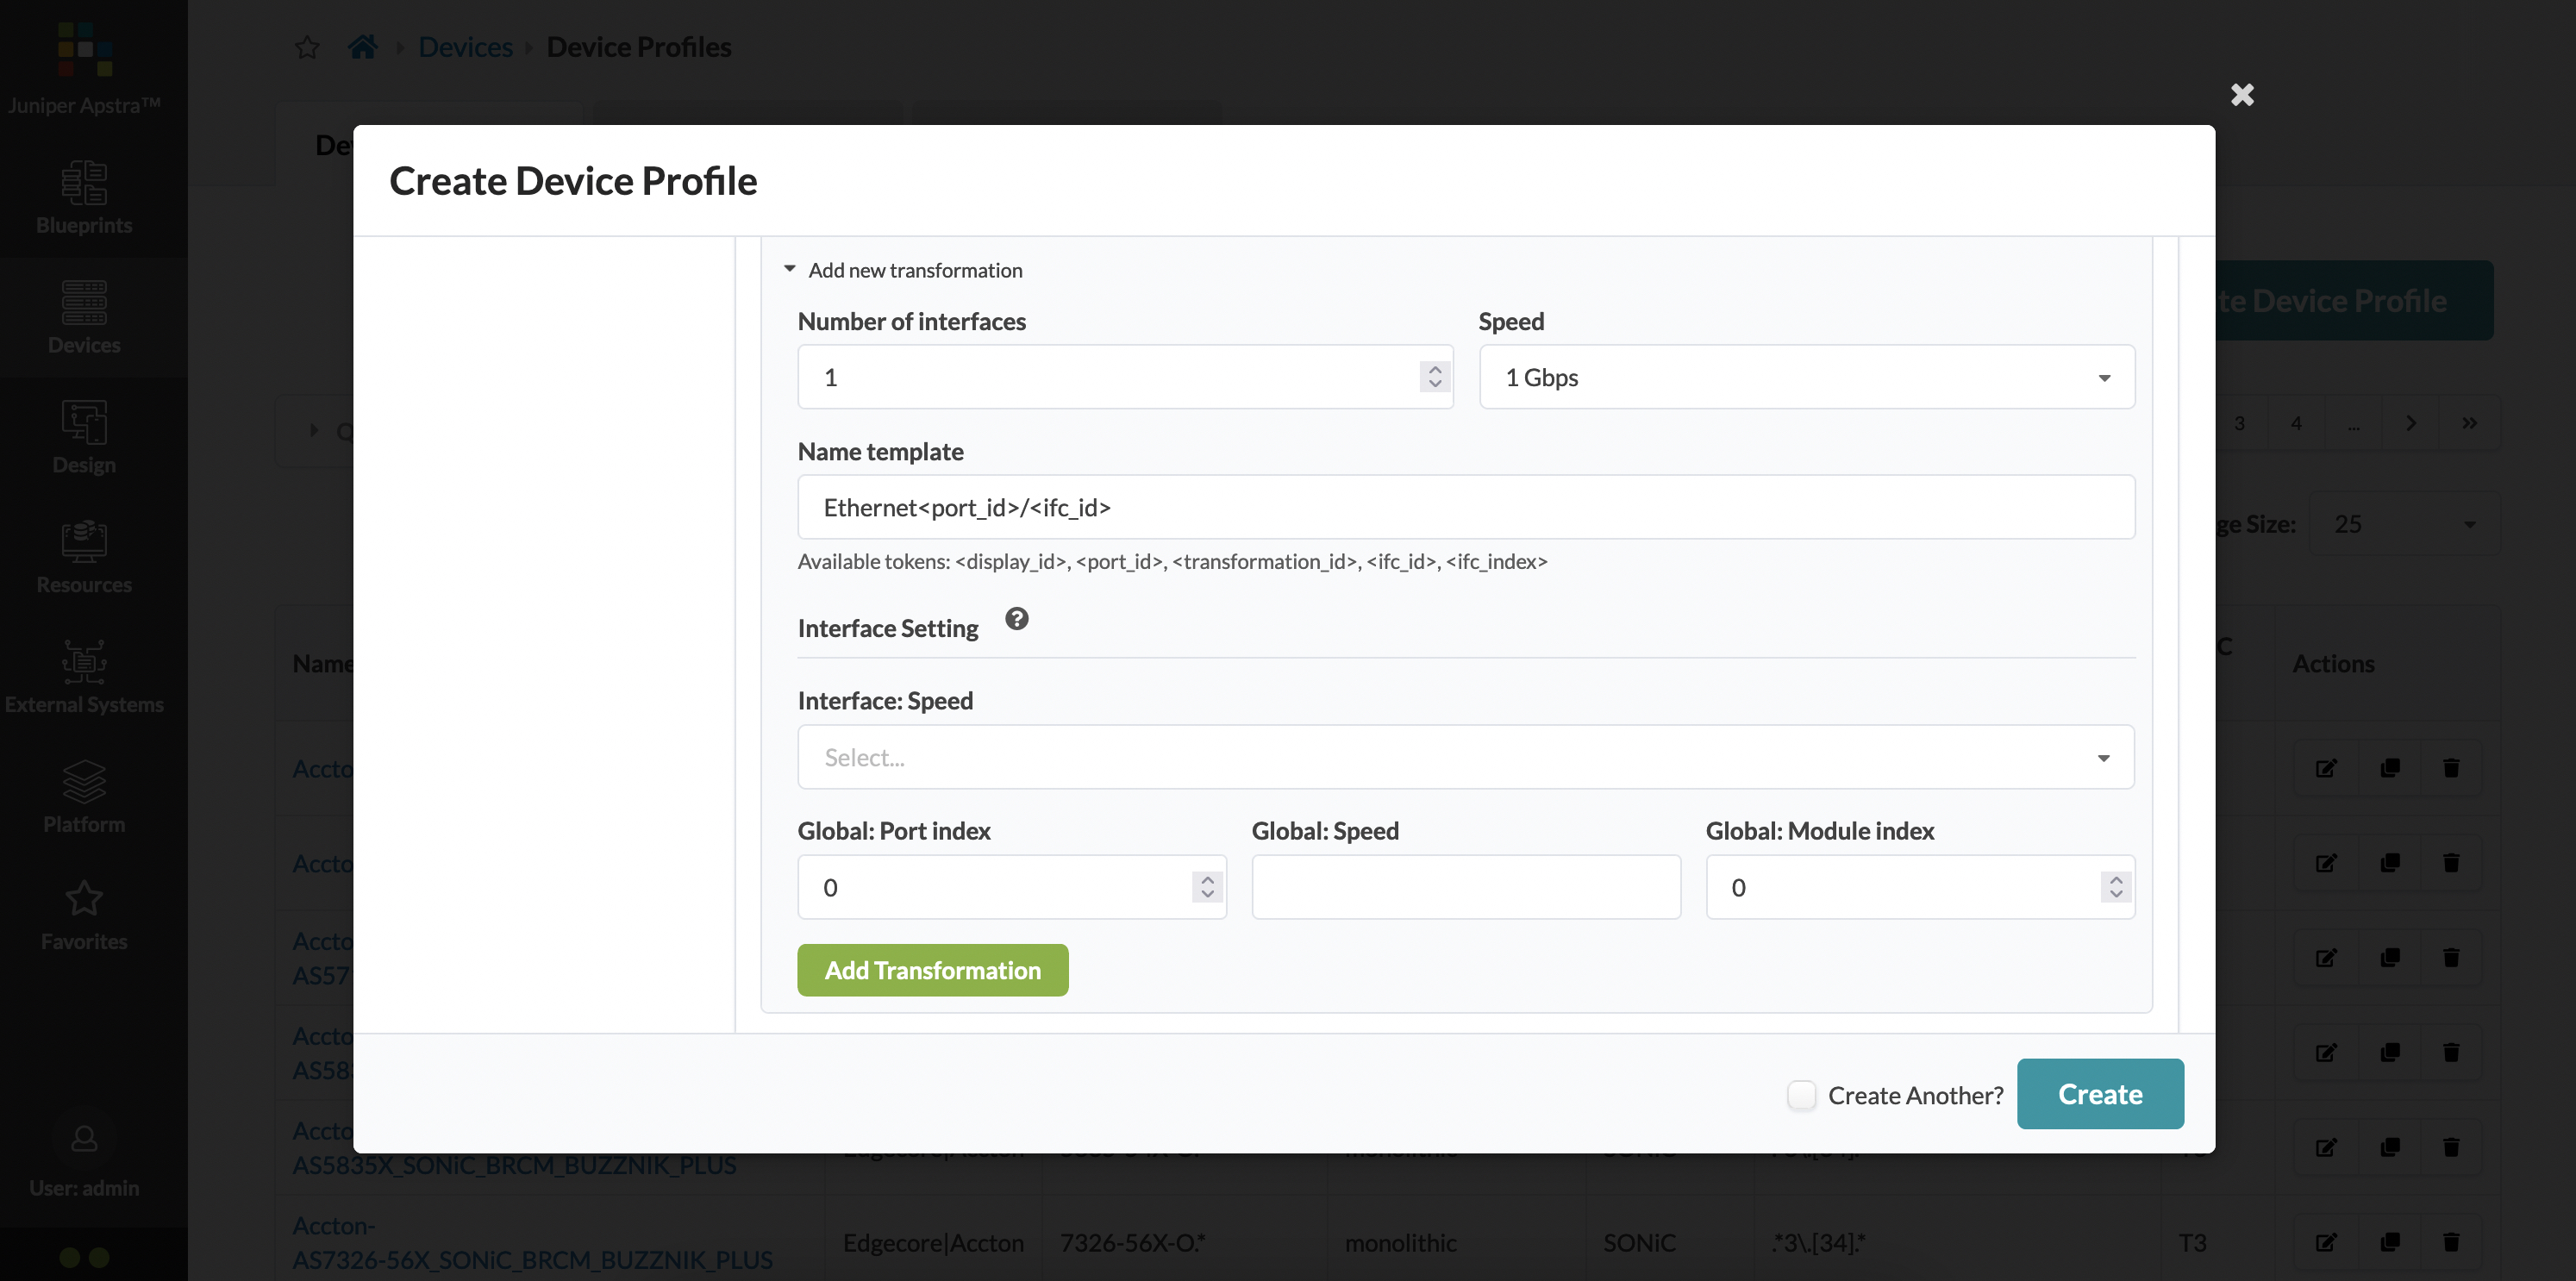 Juniper Apstra™
Blueprints
Devices
Design
Resources
External Systems
Platform
Favorites
User: admin
Devices
Device Profiles
te Device Profile
Create Device Profile
Add new transformation
Number of interfaces
Speed
1
1 Gbps
Name template
Ethernet<port_id>/<ifc_id>
Available tokens: <display_id>, <port_id>, <transformation_id>, <ifc_id>, <ifc_index>
Interface Setting
?
Interface: Speed
Select...
Global: Port index
Global: Speed
Global: Module index
0
0
Add Transformation
Create Another?
Create
3
4
...
ge Size:
25
Name
Actions
Accto
Accto
Accto
AS57
Accto
AS583
Accto
AS5835X_SONiC_BRCM_BUZZNIK_PLUS
Accton-
AS7326-56X_SONiC_BRCM_BUZZNIK_PLUS
Edgecore|Accton
7326-56X-O.*
monolithic
SONiC
.*3\.[34].*
T3